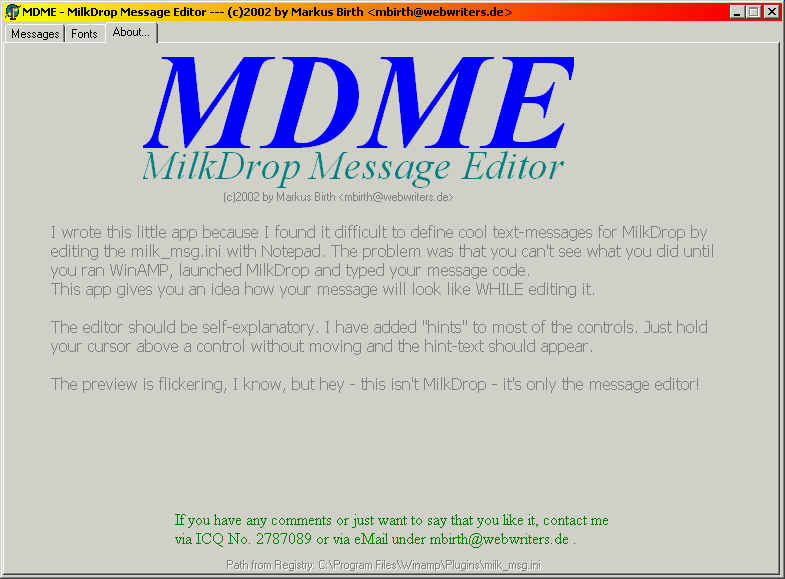 MDME - MilkDrop Message Editor --- (c)2002 by Markus Birth <mbirth@webwriters.de>
Messages Fonts About...
MDME
MilkDrop Message Editor
(c)2002 by Markus Birth <mbirth@webwriters.de>
I wrote this little app because I found it difficult to define cool text-messages for MilkDrop by
editing the milk_msg.ini with Notepad. The problem was that you can't see what you did until
you ran WinAMP, launched MilkDrop and typed your message code.
This app gives you an idea how your message will look like WHILE editing it.
The editor should be self-explanatory. I have added "hints" to most of the controls. Just hold
your cursor above a control without moving and the hint-text should appear.
The preview is flickering, I know, but hey - this isn't MilkDrop - it's only the message editor!
If you have any comments or just want to say that you like it, contact me
via ICQ No. 2787089 or via eMail under mbirth@webwriters.de .
Path from Registry: C:\Program Files\Winamp\Plugins\milk_msg.ini